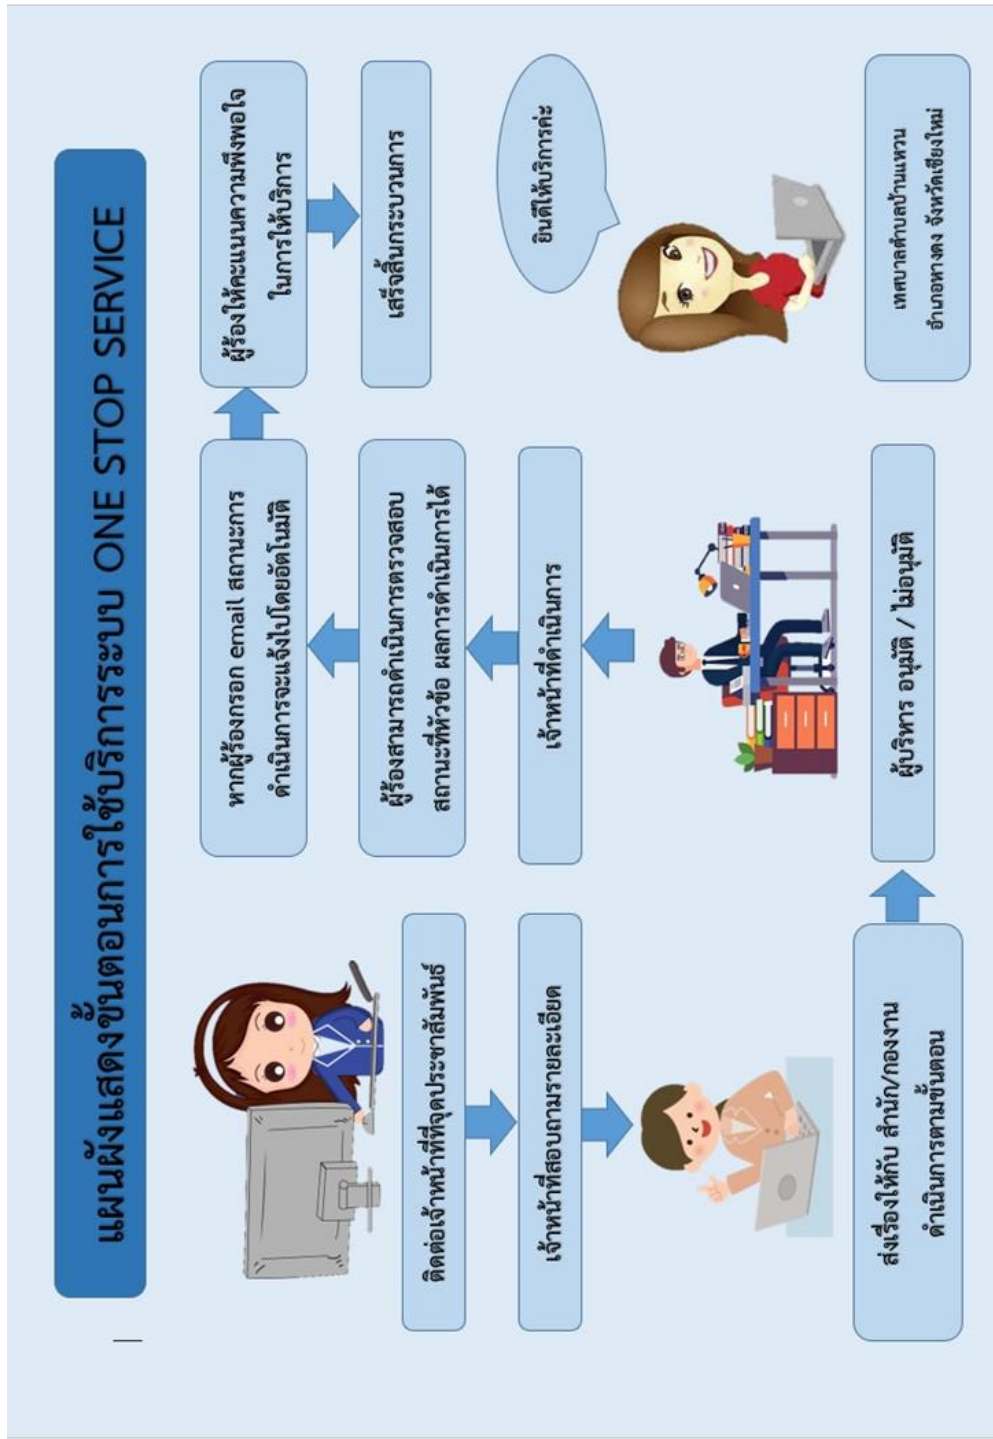 แผนผังแสดงขั้นตอนการใช้บริการระบบ ONE STOP SERVICE
ติดต่อเจ้าหน้าที่ที่จุดประชาสัมพันธ์
เจ้าหน้าที่สอบถามรายละเอียด
ส่งเรื่องให้กับ สำนัก/กองงาน
ดำเนินการตามขั้นตอน
ผู้บริหาร อนุมัติ / ไม่อนุมัติ
เจ้าหน้าที่ดำเนินการ
ผู้ร้องสามารถดำเนินการตรวจสอบ
สถานะที่หัวข้อ ผลการดำเนินการได้
หากผู้ร้องกรอก email สถานะการ
ดำเนินการจะแจ้งไปโดยอัตโนมัติ
ผู้ร้องให้คะแนนความพึงพอใจ
ในการให้บริการ
เสร็จสิ้นกระบวนการ
ยินดีให้บริการค่ะ
เทศบาลตำบลบ้านแหวน
อำเภอหางดง จังหวัดเชียงใหม่